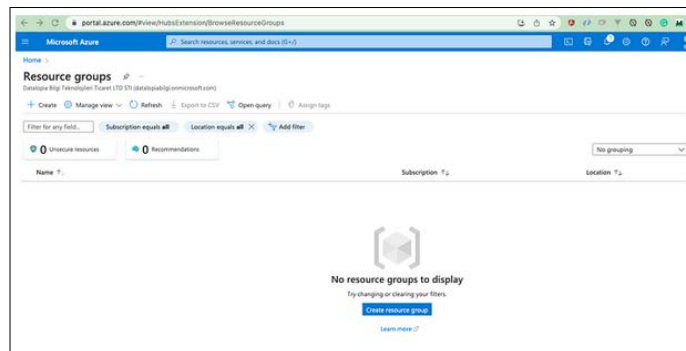 portal.azure.com/#view/HubsExtension/BrowseResourceGroups
Microsoft Azure
Search resources, services, and docs (G+/)
Home >
Resource groups
Datalopia Bilgi Teknolojileri Ticaret LTD STI (datalopiabilgi.onmicrosoft.com)
+ Create Manage view Refresh Export to CSV Open query Assign tags
Filter for any field... Subscription equals all Location equals all Add filter
0 Unsecure resources 0 Recommendations No grouping
Name Subscription Location
No resource groups to display
Try changing or clearing your filters.
Create resource group
Learn more